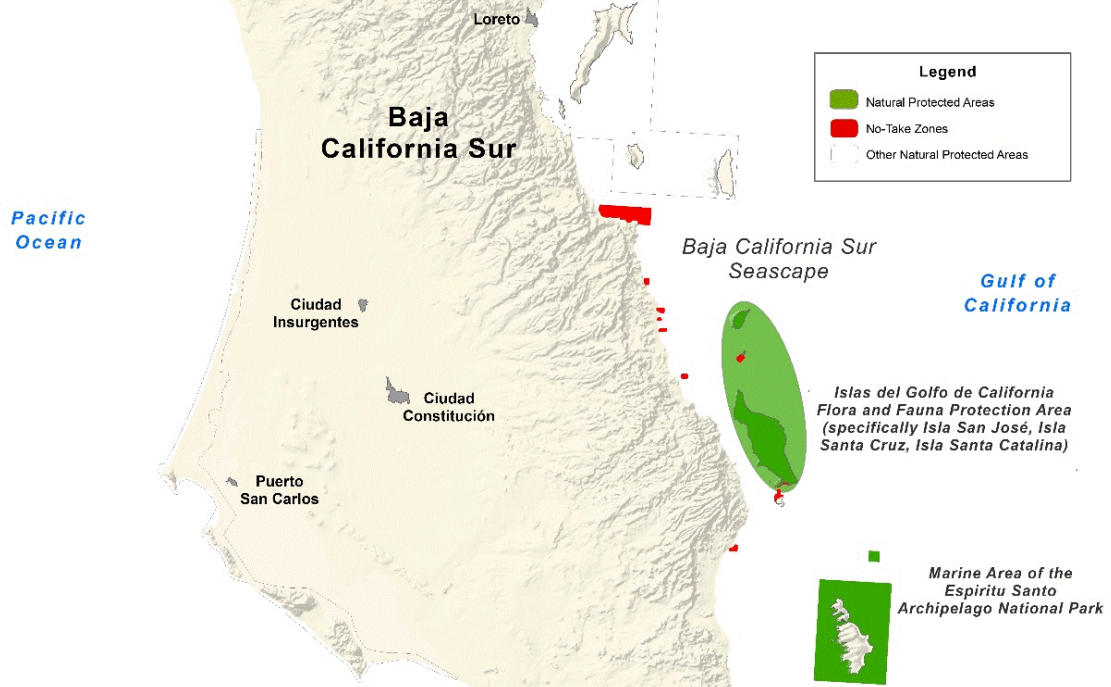 Loreto
Baja
California Sur
Legend
Natural Protected Areas
No-Take Zones
Other Natural Protected Areas
Pacific
Ocean
Baja California Sur
Seascape
Gulf of
California
Ciudad
Insurgentes
Ciudad
Constitución
Islas del Golfo de California
Flora and Fauna Protection Area
(specifically Isla San José, Isla
Santa Cruz, Isla Santa Catalina)
Puerto
San Carlos
Marine Area of the
Espiritu Santo
Archipelago National Park